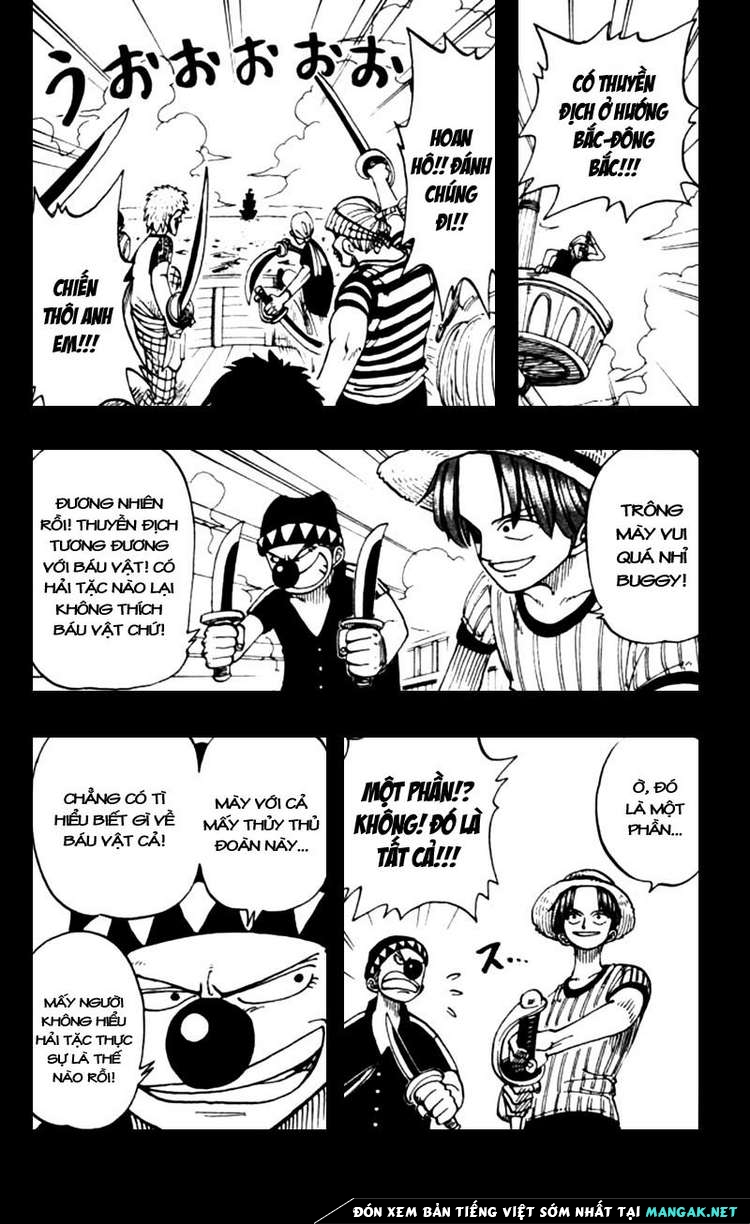 CÓ THUYỀN
ĐỊCH Ở HƯỚNG
BẮC-ĐÔNG
BẮC!!!
うおおおおお
HOAN
HÔ!! ĐÁNH
CHÚNG
ĐI!!
CHIẾN
THÔI ANH
EM!!!
TRÔNG
MÀY VUI
QUÁ NHỈ
BUGGY!
ĐƯƠNG NHIÊN
RỒI! THUYỀN ĐỊCH
TƯƠNG ĐƯƠNG
VỚI BÁU VẬT! CÓ
HẢI TẶC NÀO LẠI
KHÔNG THÍCH
BÁU VẬT CHỨ!
Ờ, ĐÓ
LÀ MỘT
PHẦN...
MỘT PHẦN!?
KHÔNG! ĐÓ LÀ
TẤT CẢ!!!
ス...
MÀY VỚI CẢ
MẤY THỦY THỦ
ĐOÀN NÀY...
CHẲNG CÓ TÍ
HIỂU BIẾT GÌ VỀ
BÁU VẬT CẢ!
MẤY NGƯỜI
KHÔNG HIỂU
HẢI TẶC THỰC
SỰ LÀ THẾ
NÀO RỒI!
ĐÓN XEM BẢN TIẾNG VIỆT SỚM NHẤT TẠI MANGAK.NET